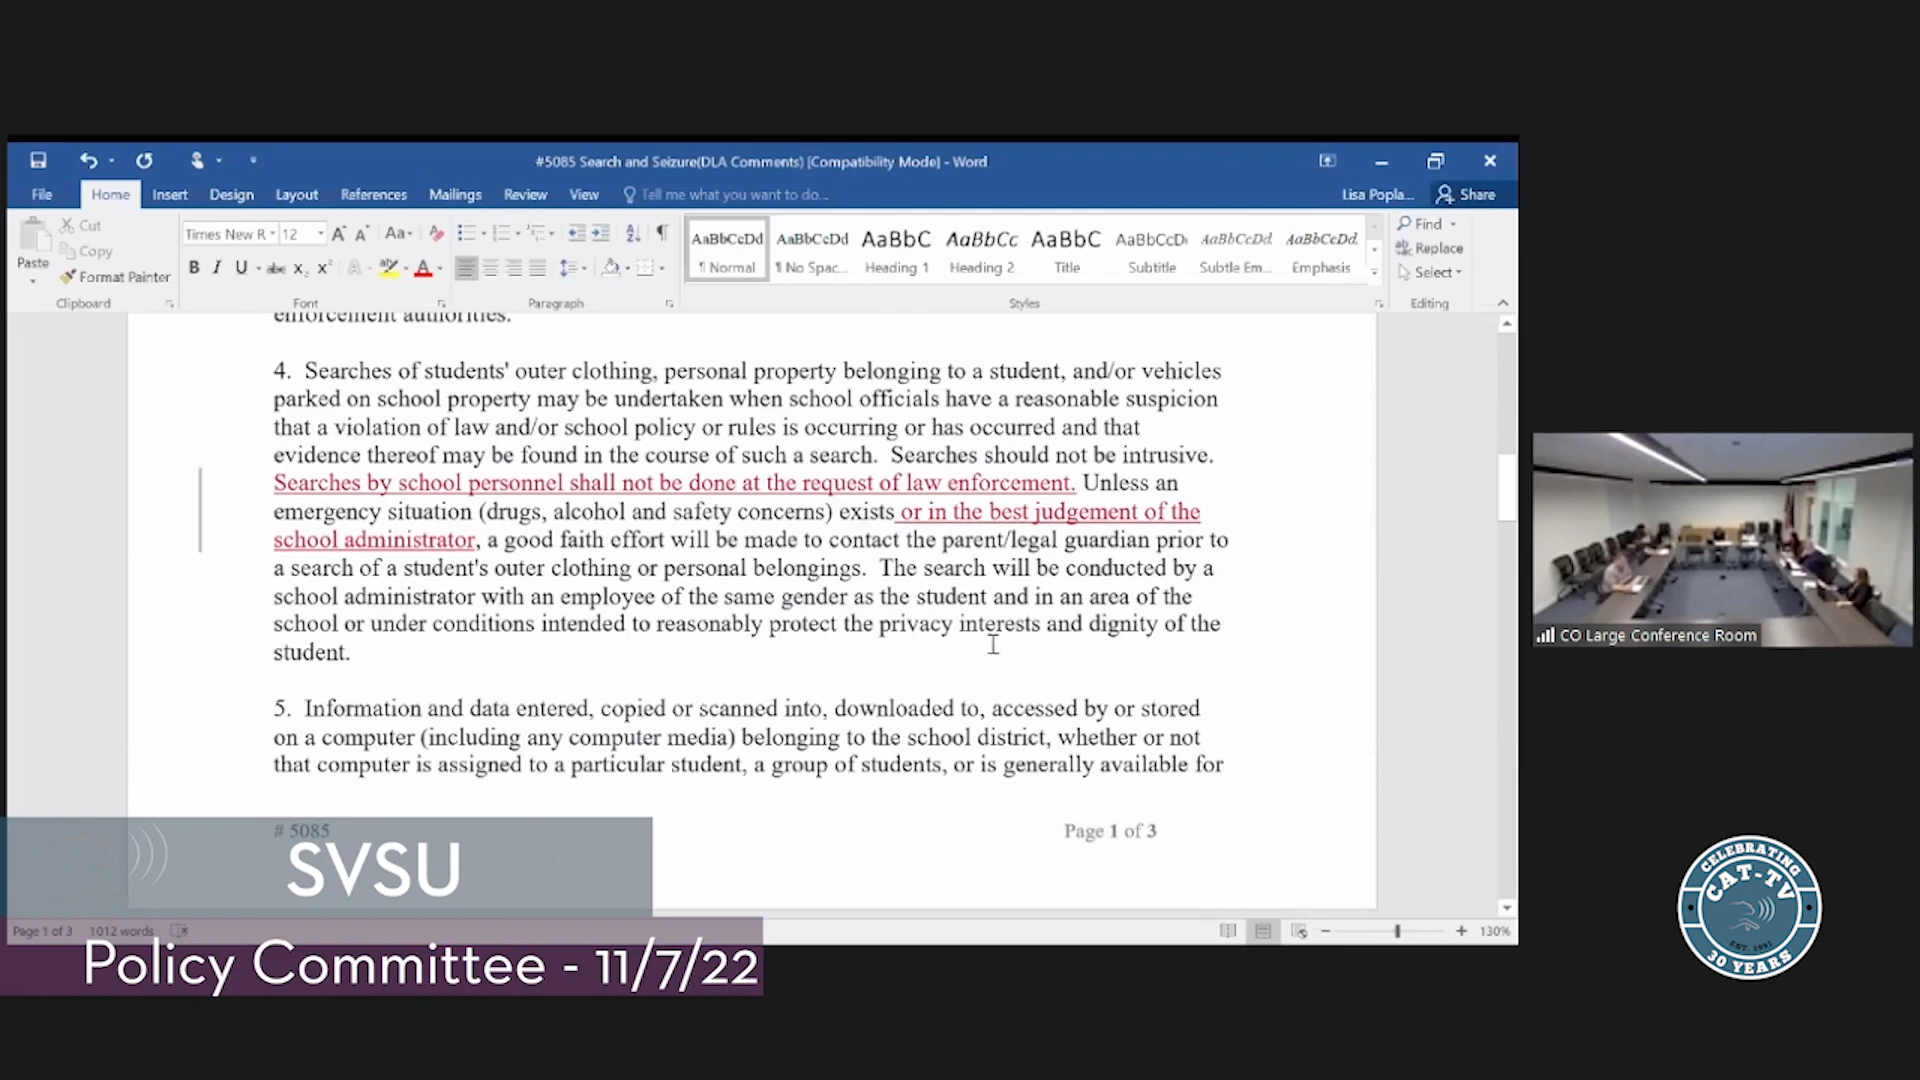 #5085 Search and Seizure(DLA Comments) [Compatibility Mode] - Word
File Home Insert Design Layout References Mailings Review View Tell me what you want to do... Lisa Popla... Share
Paste
Cut
Copy
Format Painter
Clipboard
Times New R 12
Font
Paragraph
AaBbCcDd AaBbCcDd AaBbC AaBbCc AaBbC AaBbCcD AaBbCcDd AaBbCcDd
¶ Normal ¶ No Spac... Heading 1 Heading 2 Title Subtitle Subtle Em... Emphasis
Styles
Find
Replace
Select
Editing
enforcement authorities.
4. Searches of students' outer clothing, personal property belonging to a student, and/or vehicles
parked on school property may be undertaken when school officials have a reasonable suspicion
that a violation of law and/or school policy or rules is occurring or has occurred and that
evidence thereof may be found in the course of such a search. Searches should not be intrusive.
Searches by school personnel shall not be done at the request of law enforcement. Unless an
emergency situation (drugs, alcohol and safety concerns) exists or in the best judgement of the
school administrator, a good faith effort will be made to contact the parent/legal guardian prior to
a search of a student's outer clothing or personal belongings. The search will be conducted by a
school administrator with an employee of the same gender as the student and in an area of the
school or under conditions intended to reasonably protect the privacy interests and dignity of the
student.
5. Information and data entered, copied or scanned into, downloaded to, accessed by or stored
on a computer (including any computer media) belonging to the school district, whether or not
that computer is assigned to a particular student, a group of students, or is generally available for
# 5085 Page 1 of 3
Page 1 of 3 1012 words 130%
SVSU
Policy Committee - 11/7/22
CO Large Conference Room
CELEBRATING
CAT-TV
EST. 1991
30 YEARS